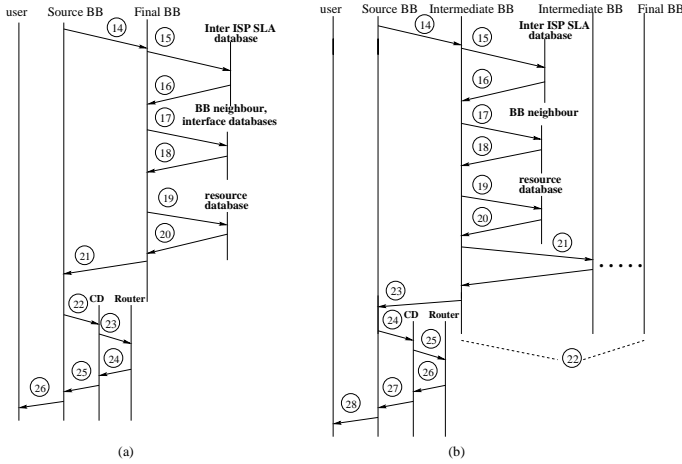 user
Source BB
Final BB
14
15
Inter ISP SLA
database
16
BB neighbour,
interface databases
17
18
resource
database
19
20
21
22
CD
Router
23
24
25
26
(a)
user
Source BB
Intermediate BB
Intermediate BB
Final BB
14
15
Inter ISP SLA
database
16
17
BB neighbour
18
19
resource
database
20
21
23
24
CD
Router
25
22
26
27
28
(b)